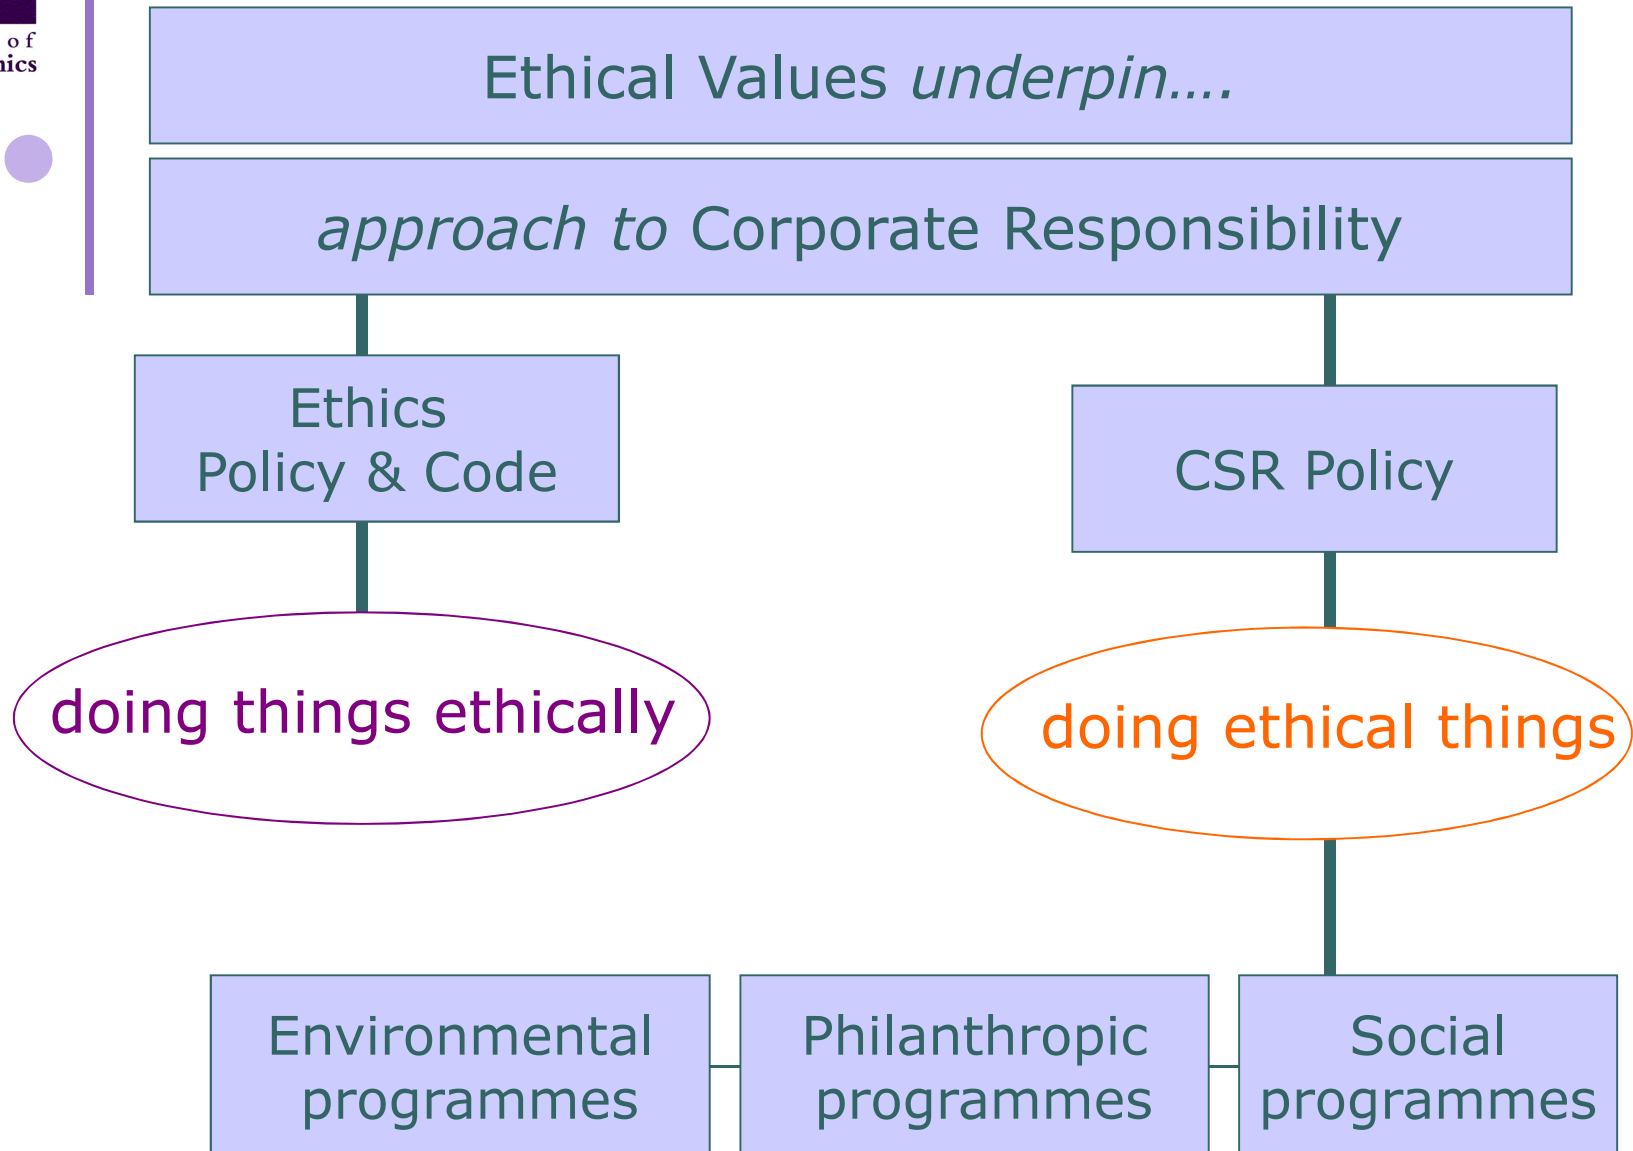 of
Ethical Values underpin....
approach to Corporate Responsibility
Ethics
Policy & Code
CSR Policy
doing things ethically
doing ethical things
Environmental
programmes
Philanthropic
programmes
Social
programmes